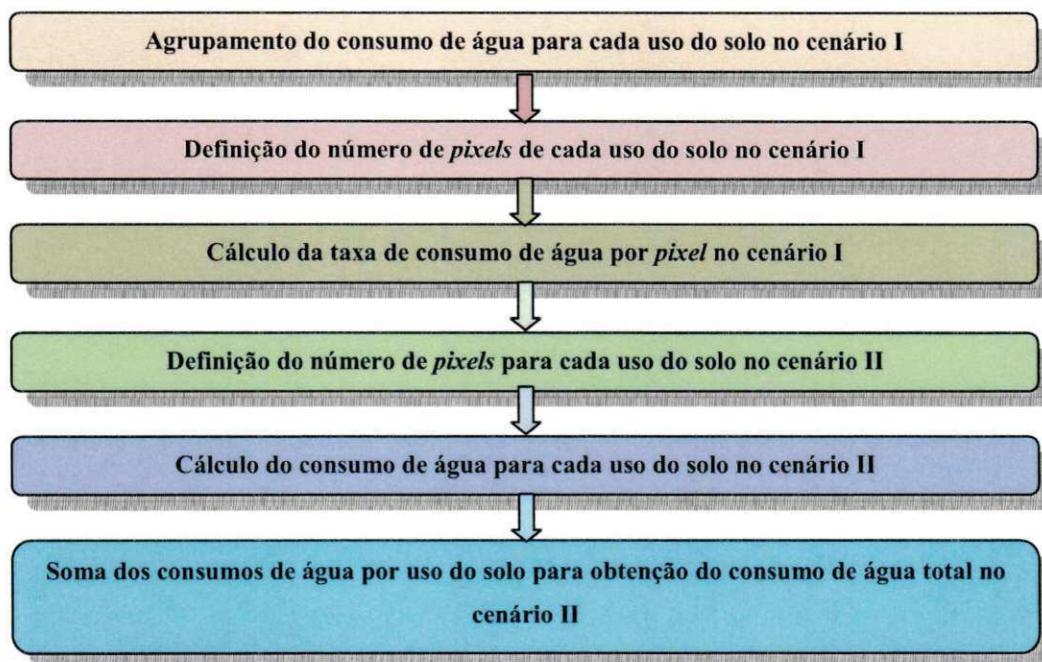 Agrupamento do consumo de água para cada uso do solo no cenário I
Definição do número de pixels de cada uso do solo no cenário I
Cálculo da taxa de consumo de água por pixel no cenário I
Definição do número de pixels para cada uso do solo no cenário II
Cálculo do consumo de água para cada uso do solo no cenário II
Soma dos consumos de água por uso do solo para obtenção do consumo de água total no
cenário II